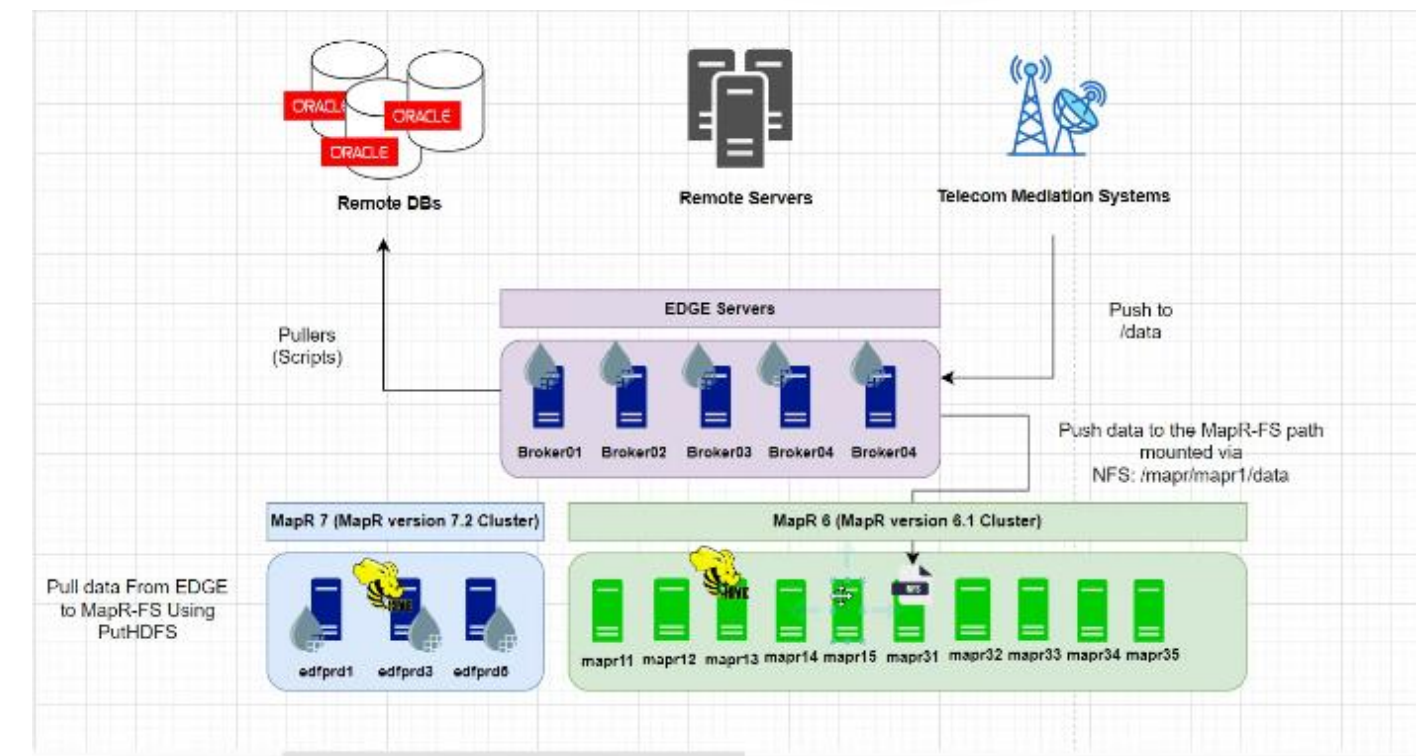 ORACLE
ORACLE
ORACLE
Remote DBs
Remote Servers
Telecom Mediation Systems
EDGE Servers
Pullers
(Scripts)
Push to
/data
Broker01 Broker02 Broker03 Broker04 Broker04
Push data to the MapR-FS path
mounted via
NFS: /mapr/mapr1/data
MapR 7 (MapR version 7.2 Cluster)
MapR 6 (MapR version 6.1 Cluster)
Pull data From EDGE
to MapR-FS Using
PutHDFS
HIVE
HIVE
NFS
edfprd1 edfprd3 edfprd6
mapr11 mapr12 mapr13 mapr14 mapr15 mapr31 mapr32 mapr33 mapr34 mapr35